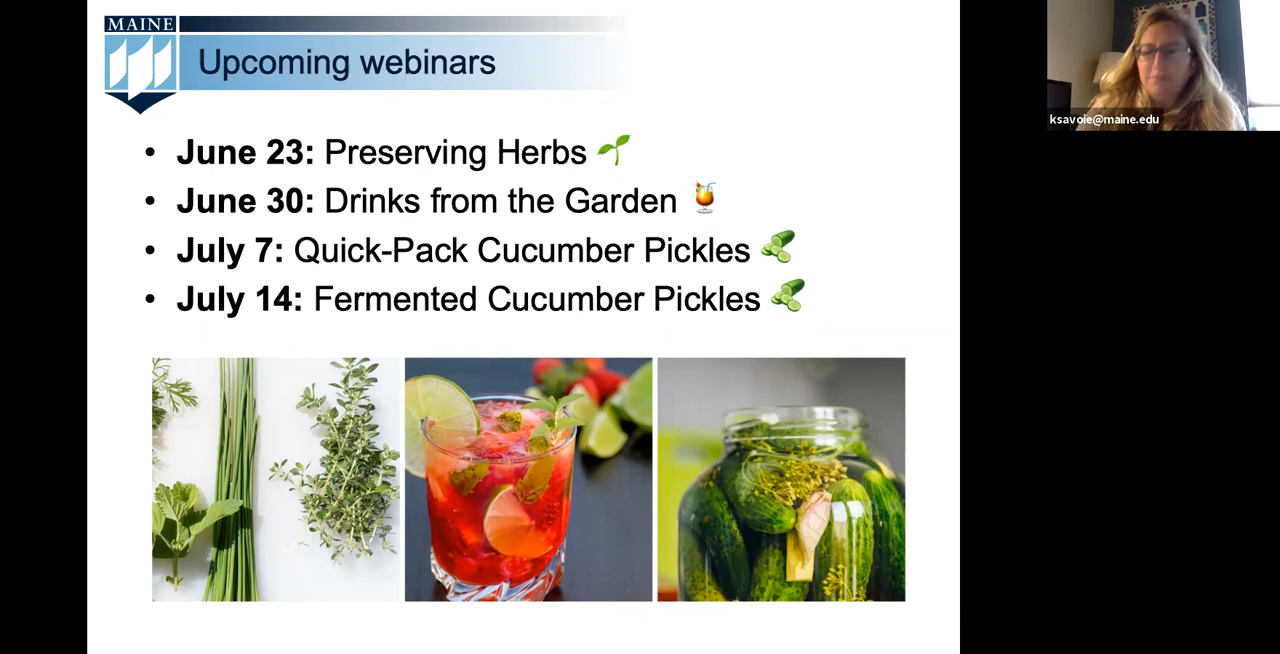 MAINE
Upcoming webinars
• June 23: Preserving Herbs 🌱
• June 30: Drinks from the Garden 🍹
• July 7: Quick-Pack Cucumber Pickles 🥒
• July 14: Fermented Cucumber Pickles 🥒
ksavoie@maine.edu